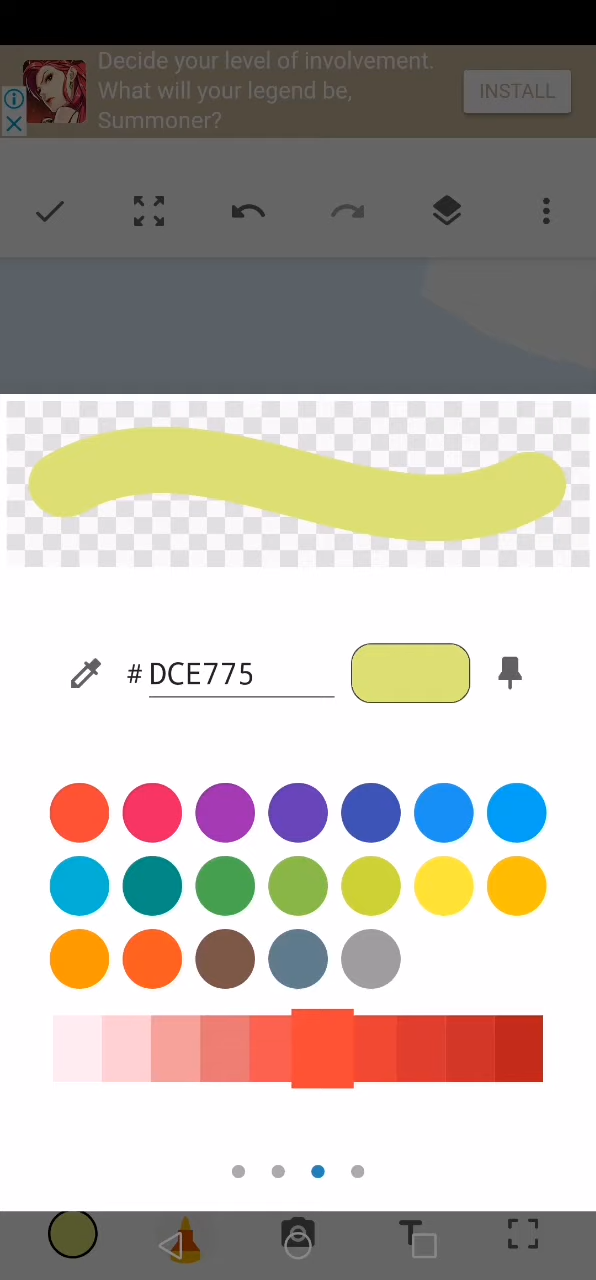 Decide your level of involvement.
What will your legend be,
Summoner?
INSTALL
# DCE775